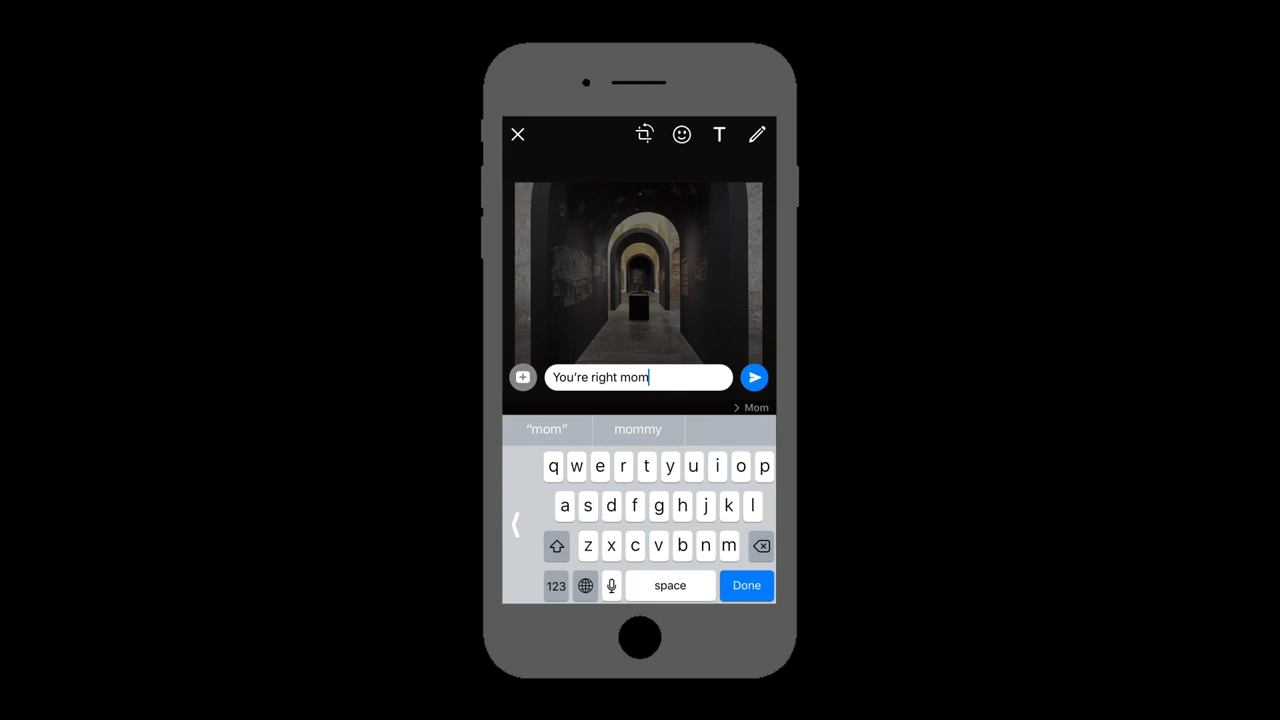 T
You're right mom
Mom
“mom” mommy
q w e r t y u i o p
a s d f g h j k l
z x c v b n m
123 space Done